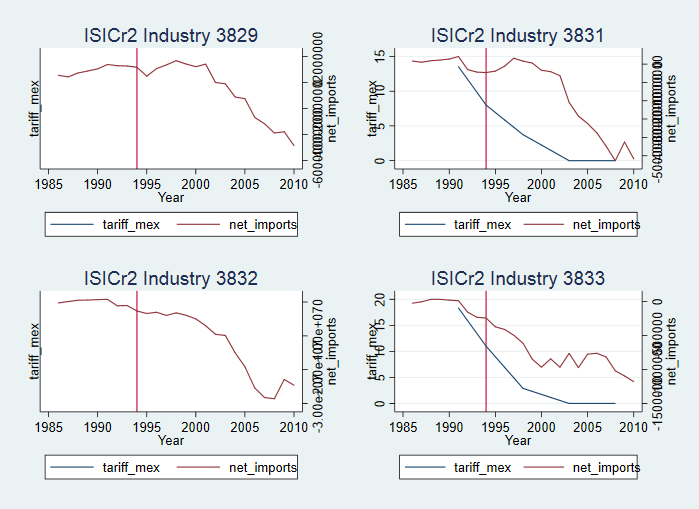 ISICr2 Industry 3829
tariff_mex
net_imports
1985 1990 1995 2000 2005 2010
Year
tariff_mex net_imports
ISICr2 Industry 3831
15
10
5
0
tariff_mex
net_imports
1985 1990 1995 2000 2005 2010
Year
tariff_mex net_imports
ISICr2 Industry 3832
tariff_mex
net_imports
1985 1990 1995 2000 2005 2010
Year
tariff_mex net_imports
ISICr2 Industry 3833
20
15
10
5
0
tariff_mex
0
net_imports
1985 1990 1995 2000 2005 2010
Year
tariff_mex net_imports